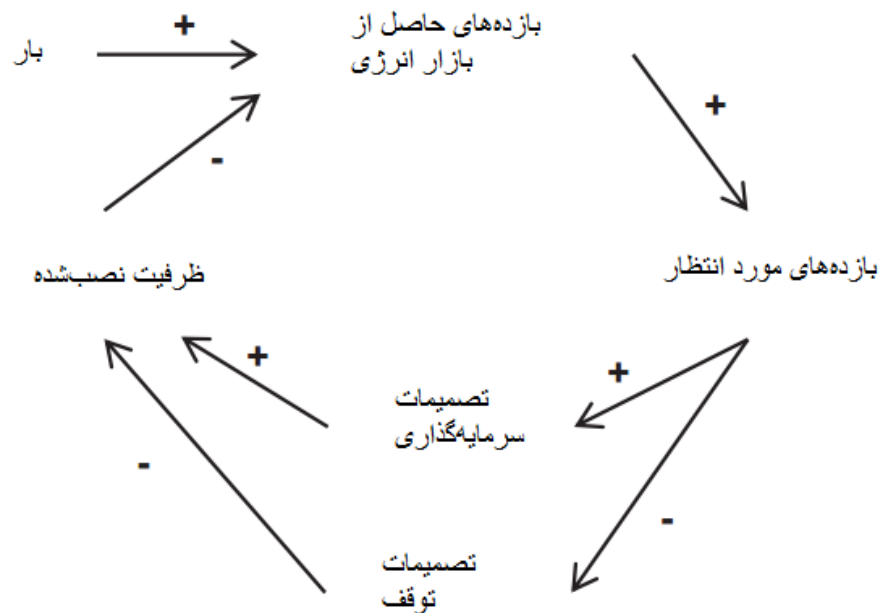 بار
+
بازده‌های حاصل از
بازار انرژی
+
-
ظرفیت نصب‌شده
بازده‌های مورد انتظار
+
+
تصمیمات
سرمایه‌گذاری
-
-
تصمیمات
توقف